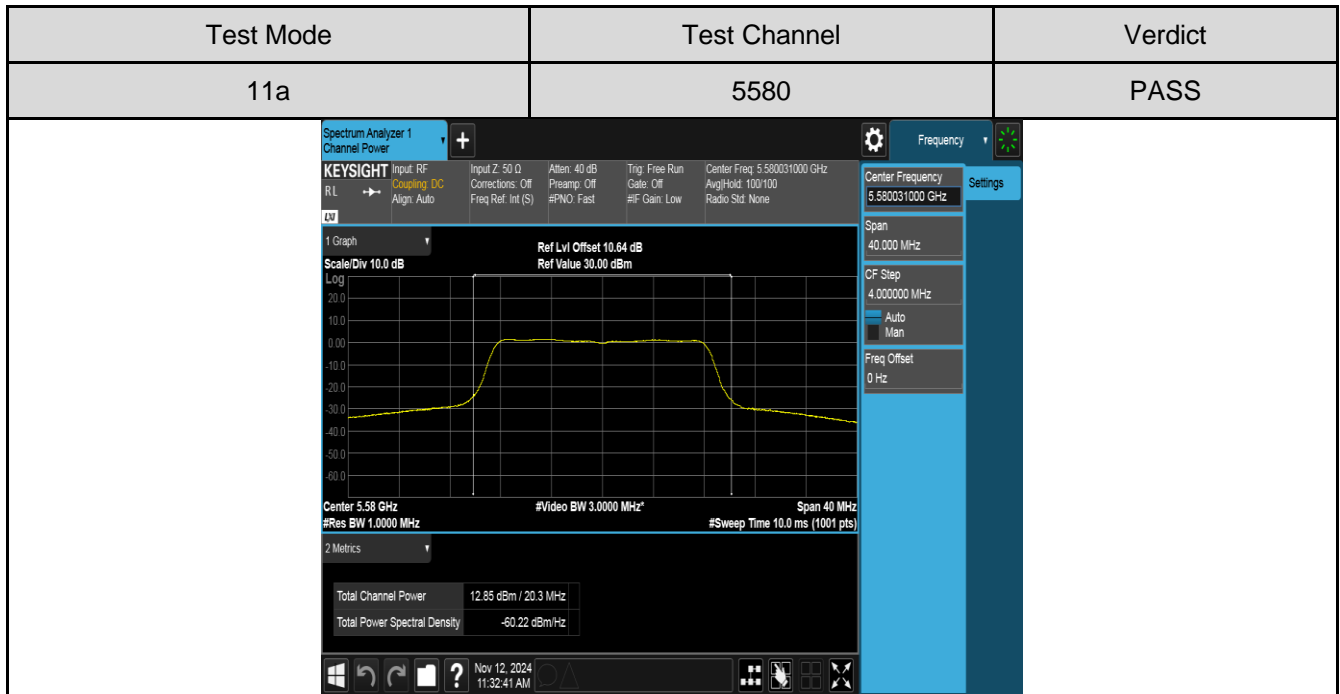 Test Mode Test Channel Verdict
11a 5580 PASS
Spectrum Analyzer 1
Channel Power
+
Frequency
KEYSIGHT Input: RF Input Z: 50 Ω Atten: 40 dB Trig: Free Run Center Freq: 5.580031000 GHz
RL Coupling: DC Corrections: Off Preamp: Off Gate: Off Avg|Hold: 100/100
Align: Auto Freq Ref: Int (S) #PNO: Fast #IF Gain: Low Radio Std: None
LXI
Center Frequency
5.580031000 GHz
Settings
Span
40.000 MHz
CF Step
4.000000 MHz
Auto
Man
Freq Offset
0 Hz
1 Graph
Ref Lvl Offset 10.64 dB
Scale/Div 10.0 dB Ref Value 30.00 dBm
Log
20.0
10.0
0.00
-10.0
-20.0
-30.0
-40.0
-50.0
-60.0
Center 5.58 GHz #Video BW 3.0000 MHz* Span 40 MHz
#Res BW 1.0000 MHz #Sweep Time 10.0 ms (1001 pts)
2 Metrics
Total Channel Power 12.85 dBm / 20.3 MHz
Total Power Spectral Density -60.22 dBm/Hz
? Nov 12, 2024
11:32:41 AM